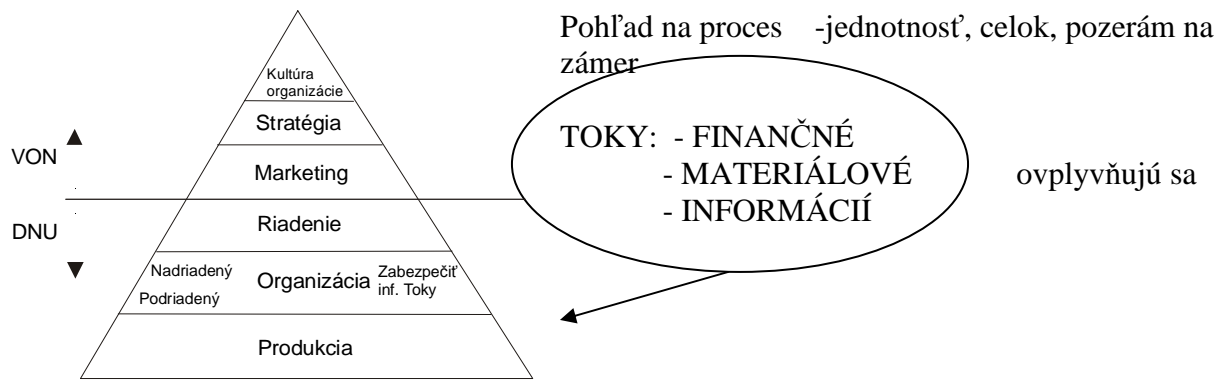 Pohľad na proces -jednotnosť, celok, pozerám na
zámer
Kultúra
organizácie
Stratégia
Marketing
VON
DNU
Riadenie
Nadriadený
Podriadený
Organizácia
Zabezpečiť
inf. Toky
Produkcia
TOKY: - FINANČNÉ
- MATERIÁLOVÉ
- INFORMÁCIÍ
ovplyvňujú sa